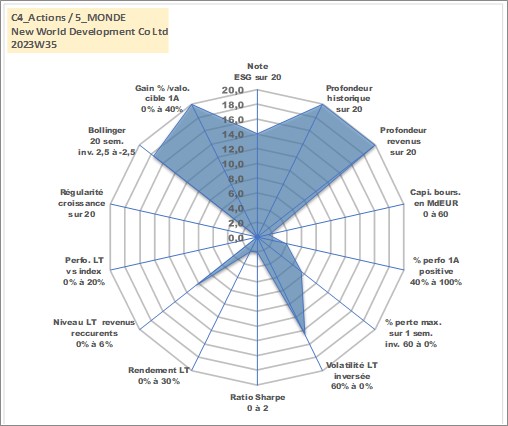 C4_Actions / 5_MONDE
New World Development Co Ltd
2023W35
Note
ESG sur 20
Profondeur
historique
sur 20
Profondeur
revenus
sur 20
Capi. bours.
en MdEUR
0 à 60
% perfo 1A
positive
40% à 100%
% perte max.
sur 1 sem.
inv. 60 à 0%
Volatilité LT
inversée
60% à 0%
Ratio Sharpe
0 à 2
Rendement LT
0% à 30%
Niveau LT revenus
reccurents
0% à 6%
Perfo. LT
vs index
0% à 20%
Régularité
croissance
sur 20
Bollinger
20 sem.
inv. 2,5 à -2,5
Gain % /valo.
cible 1A
0% à 40%
20,0
18,0
16,0
14,0
12,0
10,0
8,0
6,0
4,0
2,0
0,0